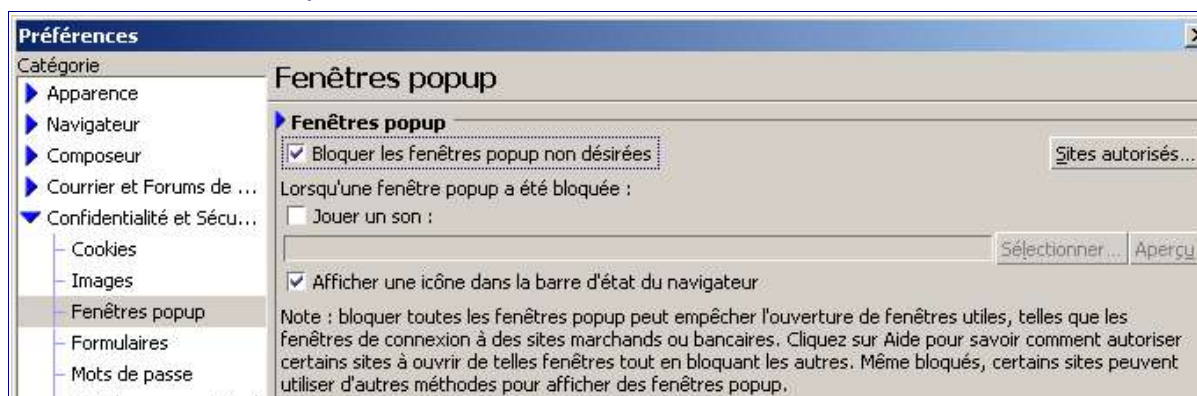 Préférences
Catégorie
Apparence
Navigateur
Composeur
Courrier et Forums de ...
Confidentialité et Sécu...
Cookies
Images
Fenêtres popup
Formulaires
Mots de passe
Fenêtres popup
Fenêtres popup
Bloquer les fenêtres popup non désirées
Sites autorisés...
Lorsqu'une fenêtre popup a été bloquée :
Jouer un son :
Sélectionner... Aperçu
Afficher une icône dans la barre d'état du navigateur
Note : bloquer toutes les fenêtres popup peut empêcher l'ouverture de fenêtres utiles, telles que les
fenêtres de connexion à des sites marchands ou bancaires. Cliquez sur Aide pour savoir comment autoriser
certains sites à ouvrir de telles fenêtres tout en bloquant les autres. Même bloqués, certains sites peuvent
utiliser d'autres méthodes pour afficher des fenêtres popup.